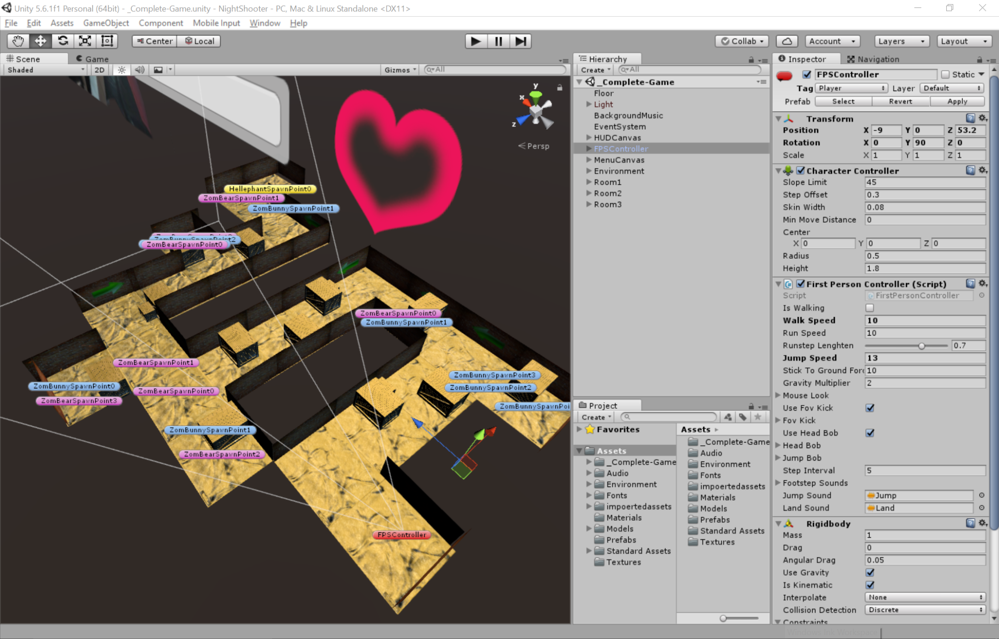 Unity 5.6.1f1 Personal (64bit) - _Complete-Game.unity - NightShooter - PC, Mac & Linux Standalone <DX11>
File Edit Assets GameObject Component Mobile Input Window Help
Center Local
Collab Account Layers Layout
Scene Game
Shaded 2D Gizmos All
y
x
z
Persp
HellephantSpawnPoint0
ZomBearSpawnPoint1
ZomBunnySpawnPoint1
ZomBunnySpawnPoint2
ZomBearSpawnPoint0
ZomBearSpawnPoint0
ZomBunnySpawnPoint1
ZomBearSpawnPoint1
ZomBunnySpawnPoint3
ZomBunnySpawnPoint0
ZomBunnySpawnPoint2
ZomBearSpawnPoint0
ZomBearSpawnPoint3
ZomBunnySpawnPoi
ZomBunnySpawnPoint1
ZomBearSpawnPoint2
FPSController
Hierarchy
Create All
_Complete-Game
Floor
Light
BackgroundMusic
EventSystem
HUDCanvas
FPSController
MenuCanvas
Environment
Room1
Room2
Room3
Project
Create
Favorites
Assets
_Complete-Game
Audio
Environment
Fonts
impoertedassets
Materials
Models
Prefabs
Standard Assets
Textures
Assets
_Complete-Game
Audio
Environment
Fonts
impoertedassets
Materials
Models
Prefabs
Standard Assets
Textures
Inspector Navigation
FPSController Static
Tag Player Layer Default
Prefab Select Revert Apply
Transform
Position X -9 Y 0 Z 53.2
Rotation X 0 Y 90 Z 0
Scale X 1 Y 1 Z 1
Character Controller
Slope Limit 45
Step Offset 0.3
Skin Width 0.08
Min Move Distance 0
Center
X 0 Y 0 Z 0
Radius 0.5
Height 1.8
First Person Controller (Script)
Script FirstPersonController
Is Walking
Walk Speed 10
Run Speed 10
Runstep Lenghten 0.7
Jump Speed 13
Stick To Ground Forc 10
Gravity Multiplier 2
Mouse Look
Use Fov Kick
Fov Kick
Use Head Bob
Head Bob
Jump Bob
Step Interval 5
Footstep Sounds
Jump Sound Jump
Land Sound Land
Rigidbody
Mass 1
Drag 0
Angular Drag 0.05
Use Gravity
Is Kinematic
Interpolate None
Collision Detection Discrete
Constraints
Windows Ink Workspace